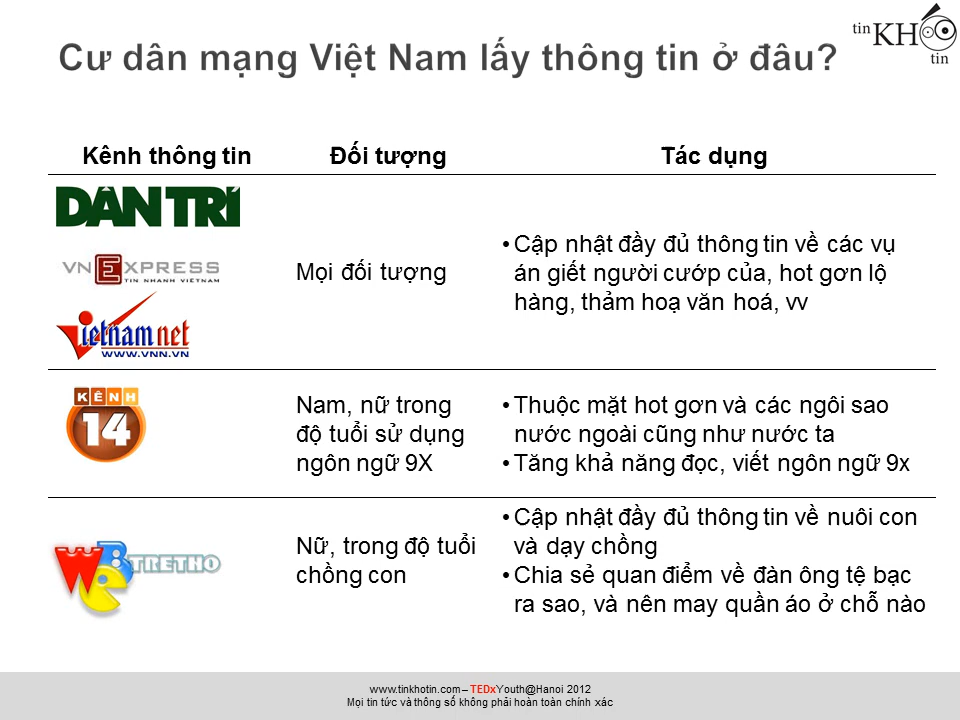 tin
KHÓ
tin
Cư dân mạng Việt Nam lấy thông tin ở đâu?
Kênh thông tin Đối tượng Tác dụng
DÂN TRÍ
VNEXPRESS
TIN NHANH VIETNAM
Vietnam net
WWW.VNN.VN
Mọi đối tượng
•Cập nhật đầy đủ thông tin về các vụ
án giết người cướp của, hot gơn lộ
hàng, thảm hoạ văn hoá, vv
KÊNH
14
Nam, nữ trong
độ tuổi sử dụng
ngôn ngữ 9X
•Thuộc mặt hot gơn và các ngôi sao
nước ngoài cũng như nước ta
•Tăng khả năng đọc, viết ngôn ngữ 9x
WEBTRETHO
Nữ, trong độ tuổi
chồng con
•Cập nhật đầy đủ thông tin về nuôi con
và dạy chồng
•Chia sẻ quan điểm về đàn ông tệ bạc
ra sao, và nên may quần áo ở chỗ nào
www.tinkhotin.com – TEDxYouth@Hanoi 2012
Mọi tin tức và thông số không phải hoàn toàn chính xác